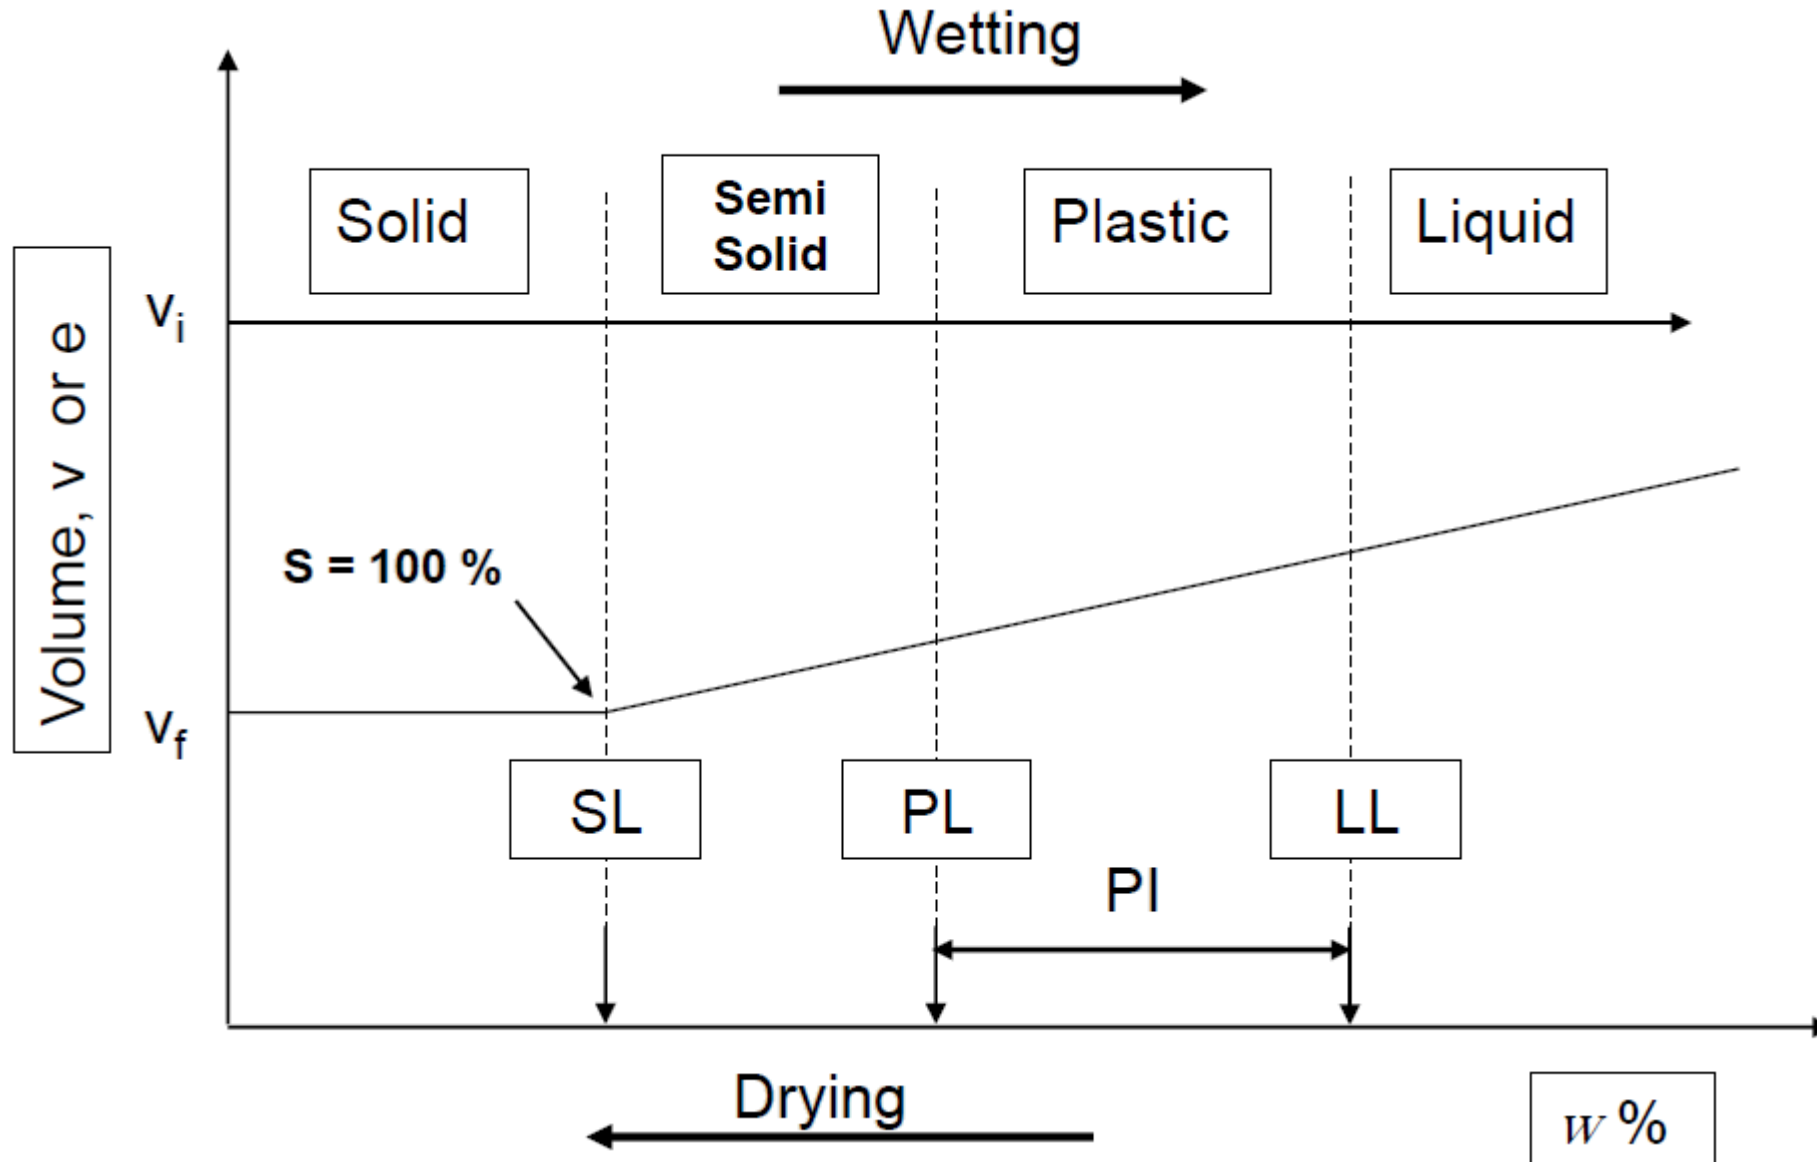 Wetting
Solid
Semi
Solid
Plastic
Liquid
Volume, v or e
vi
S = 100 %
vf
SL
PL
LL
PI
Drying
w %